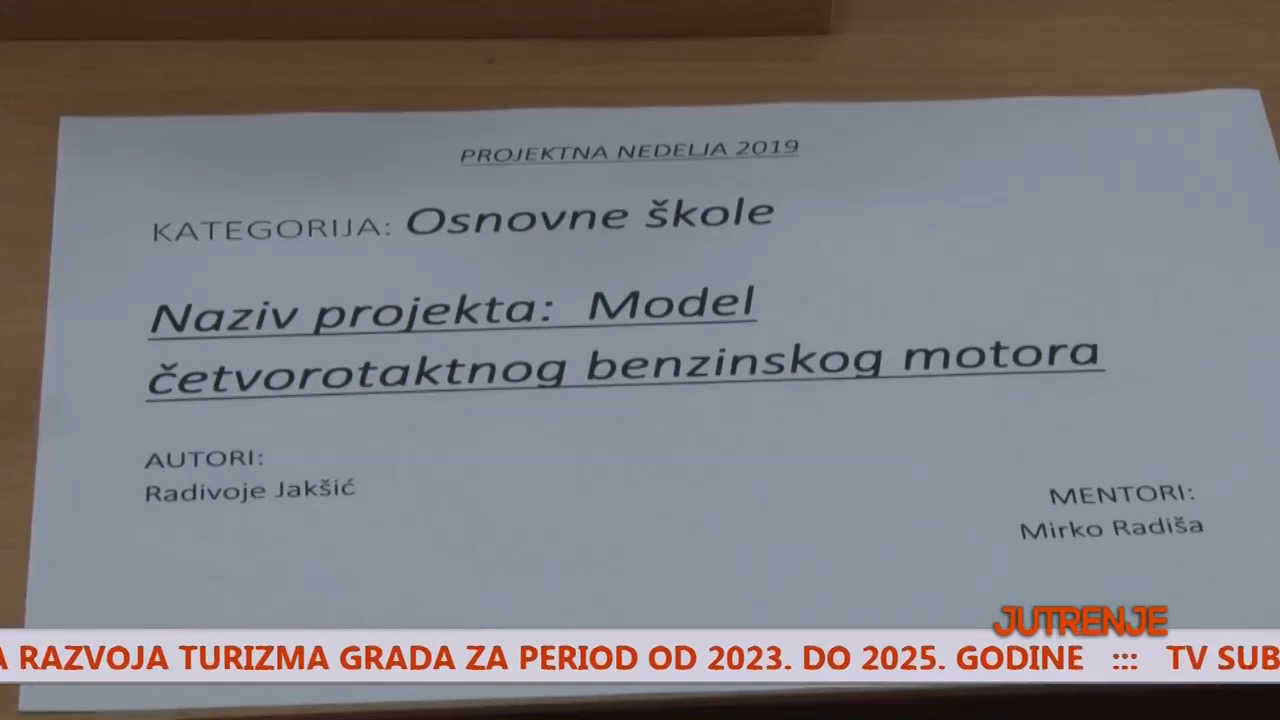 PROJEKTNA NEDELJA 2019
KATEGORIJA: Osnovne škole
Naziv projekta: Model
četvorotaktnog benzinskog motora
AUTORI:
Radivoje Jakšić
MENTORI:
Mirko Radiša
JUTRENJE
A RAZVOJA TURIZMA GRADA ZA PERIOD OD 2023. DO 2025. GODINE ::: TV SUB